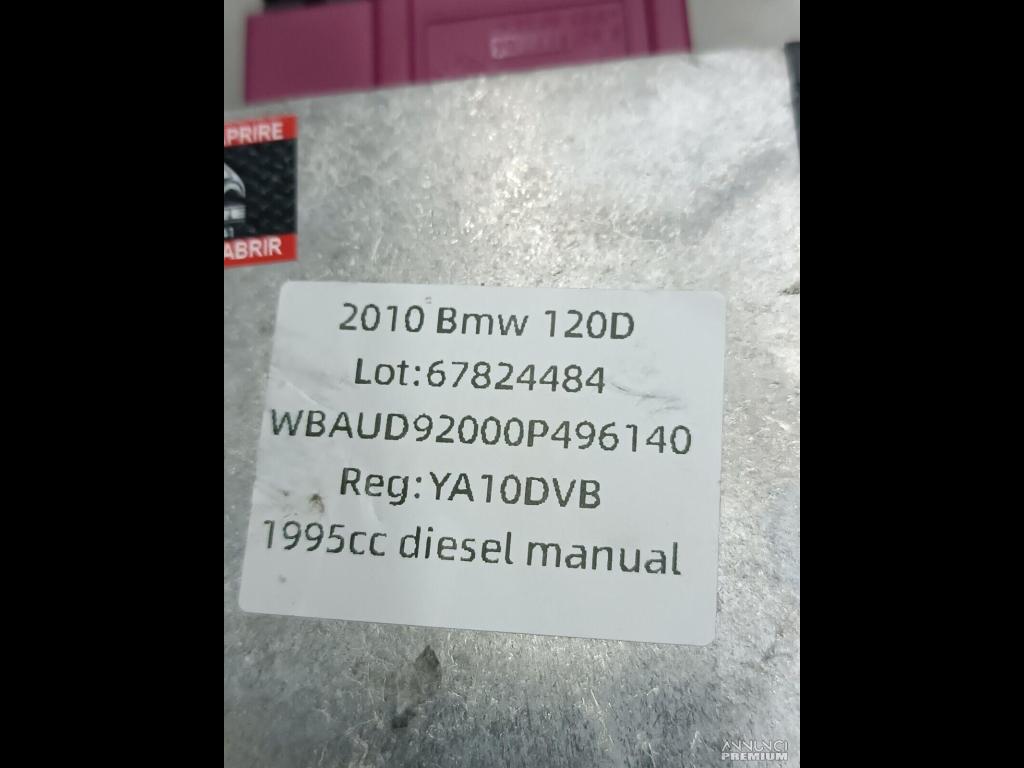 PRIRE
ABRIR
2010 Bmw 120D
Lot:67824484
WBAUD92000P496140
Reg:YA10DVB
1995cc diesel manual
ANNUNCI
PREMIUM